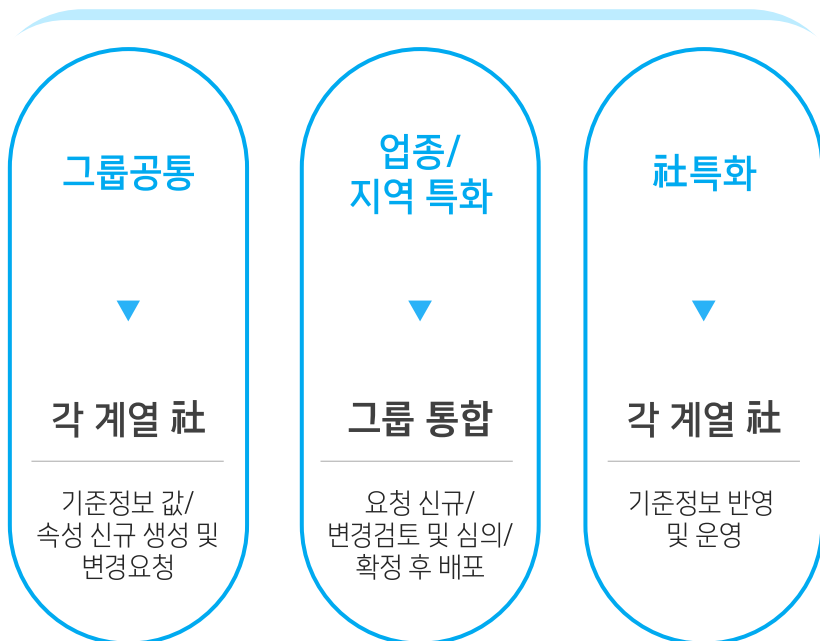 그룹공통
▼
각 계열 社
기준정보 값/
속성 신규 생성 및
변경요청
업종/
지역 특화
▼
그룹 통합
요청 신규/
변경검토 및 심의/
확정 후 배포
社특화
▼
각 계열 社
기준정보 반영
및 운영